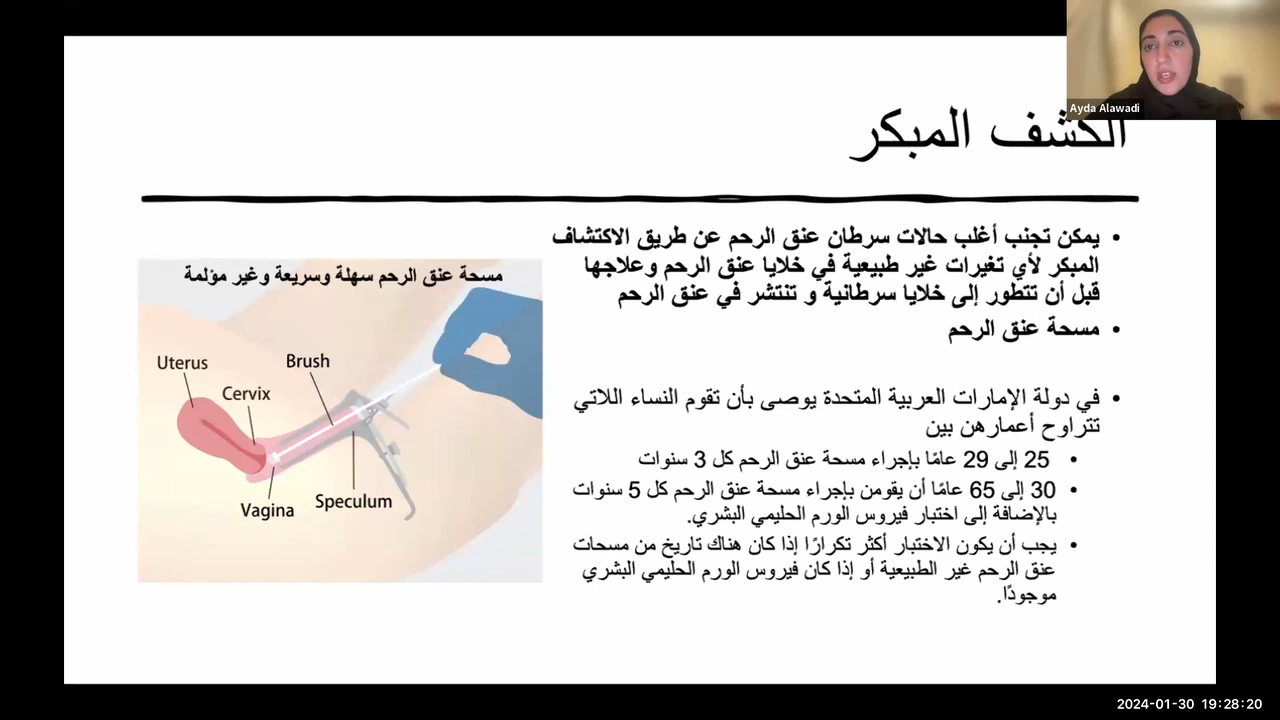 Ayda Alawadi
الكشف المبكر
• يمكن تجنب أغلب حالات سرطان عنق الرحم عن طريق الاكتشاف
المبكر لأي تغيرات غير طبيعية في خلايا عنق الرحم وعلاجها
قبل أن تتطور إلى خلايا سرطانية و تنتشر في عنق الرحم
• مسحة عنق الرحم
• في دولة الإمارات العربية المتحدة يوصى بأن تقوم النساء اللاتي
تتراوح أعمارهن بين
• 25 إلى 29 عامًا بإجراء مسحة عنق الرحم كل 3 سنوات
• 30 إلى 65 عامًا أن يقومن بإجراء مسحة عنق الرحم كل 5 سنوات
بالإضافة إلى اختبار فيروس الورم الحليمي البشري.
• يجب أن يكون الاختبار أكثر تكرارًا إذا كان هناك تاريخ من مسحات
عنق الرحم غير الطبيعية أو إذا كان فيروس الورم الحليمي البشري
موجودًا.
مسحة عنق الرحم سهلة وسريعة وغير مؤلمة
Uterus
Brush
Cervix
Vagina
Speculum
2024-01-30 19:28:20